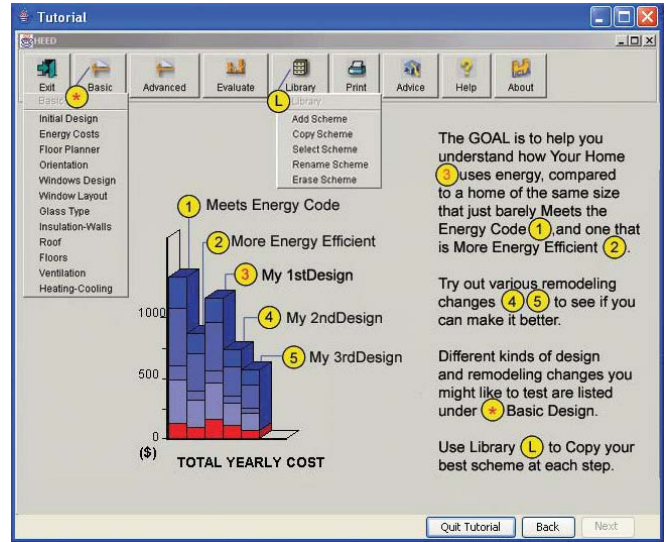 Tutorial
HEED
Exit Basic Advanced Evaluate Library Print Advice Help About
Basic
*
Initial Design
Energy Costs
Floor Planner
Orientation
Windows Design
Window Layout
Glass Type
Insulation-Walls
Roof
Floors
Ventilation
Heating-Cooling
L
Library
Add Scheme
Copy Scheme
Select Scheme
Rename Scheme
Erase Scheme
1 Meets Energy Code
2 More Energy Efficient
3 My 1stDesign
4 My 2ndDesign
5 My 3rdDesign
1000
500
0
($)
TOTAL YEARLY COST
The GOAL is to help you
understand how Your Home
3 uses energy, compared
to a home of the same size
that just barely Meets the
Energy Code 1 ,and one that
is More Energy Efficient 2 .
Try out various remodeling
changes 4 5 to see if you
can make it better.
Different kinds of design
and remodeling changes you
might like to test are listed
under * Basic Design.
Use Library L to Copy your
best scheme at each step.
Quit Tutorial Back Next